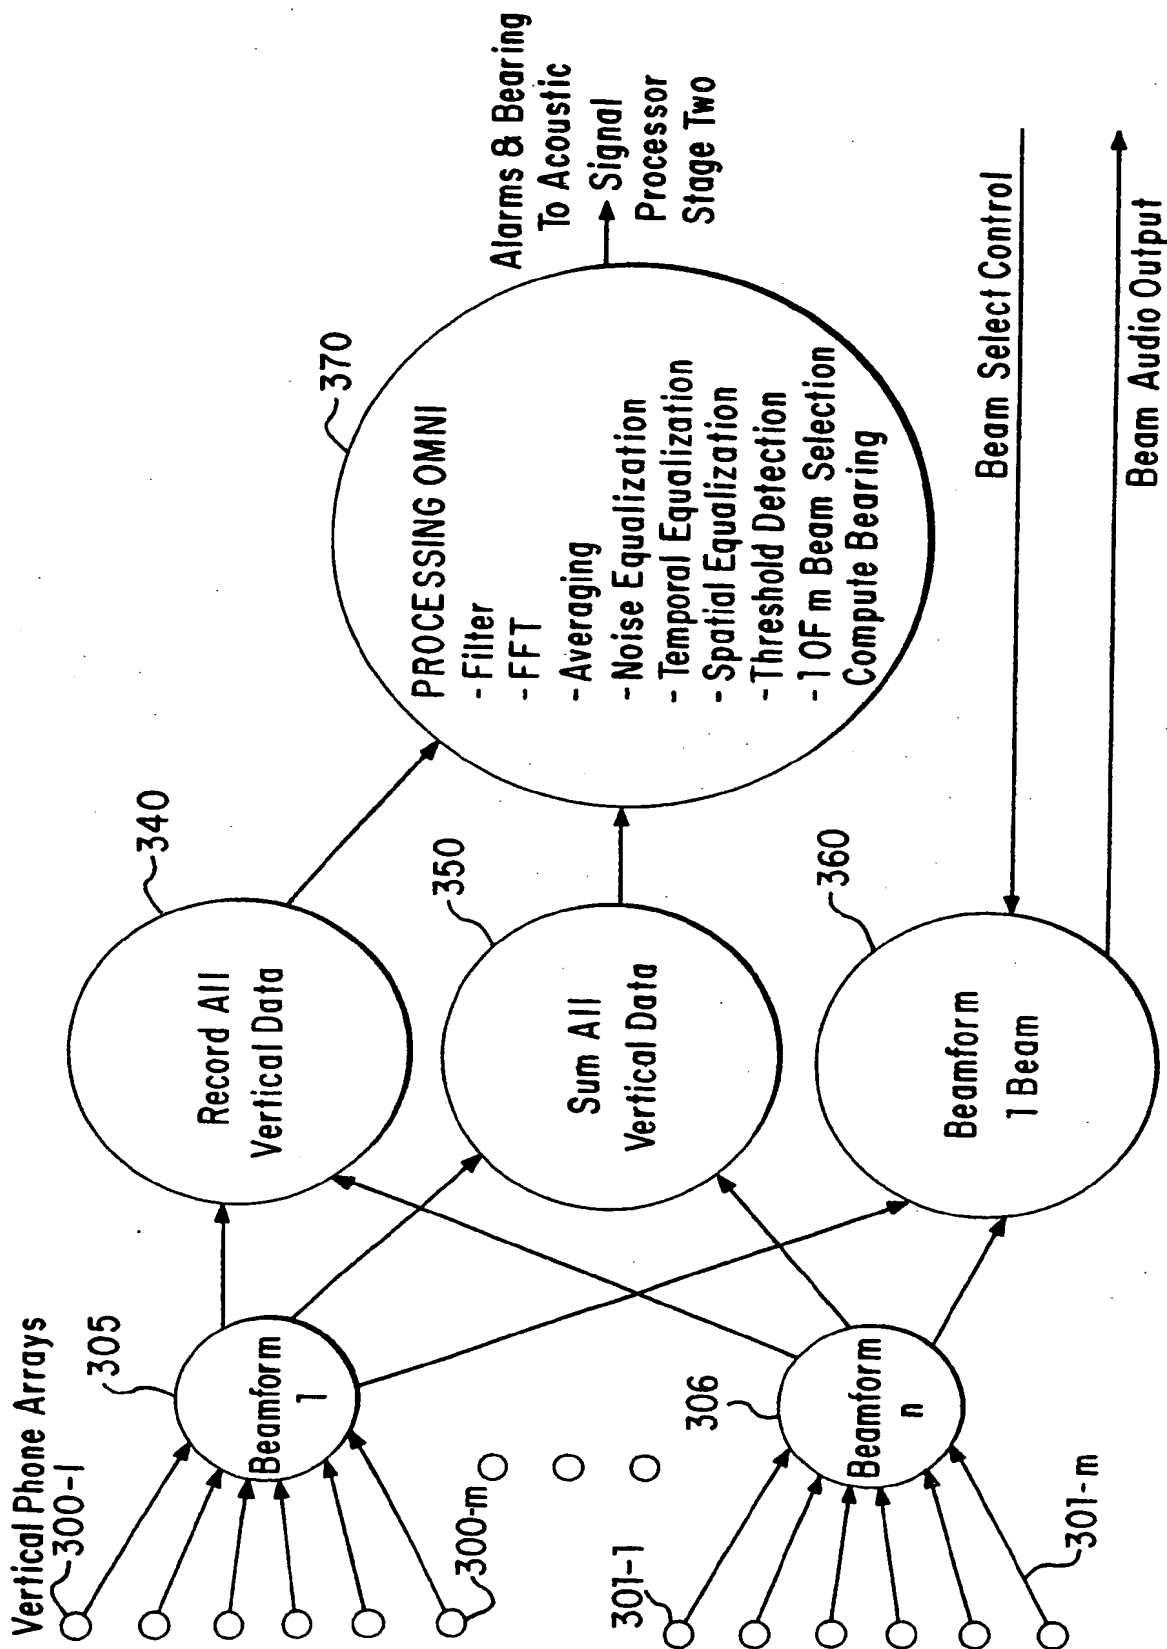 Vertical Phone Arrays
300-1
300-m
301-1
301-m
305
Beamform
1
306
Beamform
n
340
Record All
Vertical Data
350
Sum All
Vertical Data
360
Beamform
1 Beam
370
PROCESSING OMNI
- Filter
- FFT
- Averaging
- Noise Equalization
- Temporal Equalization
- Spatial Equalization
- Threshold Detection
- 1 OF m Beam Selection
Compute Bearing
Alarms & Bearing
To Acoustic
Signal
Processor
Stage Two
Beam Select Control
Beam Audio Output